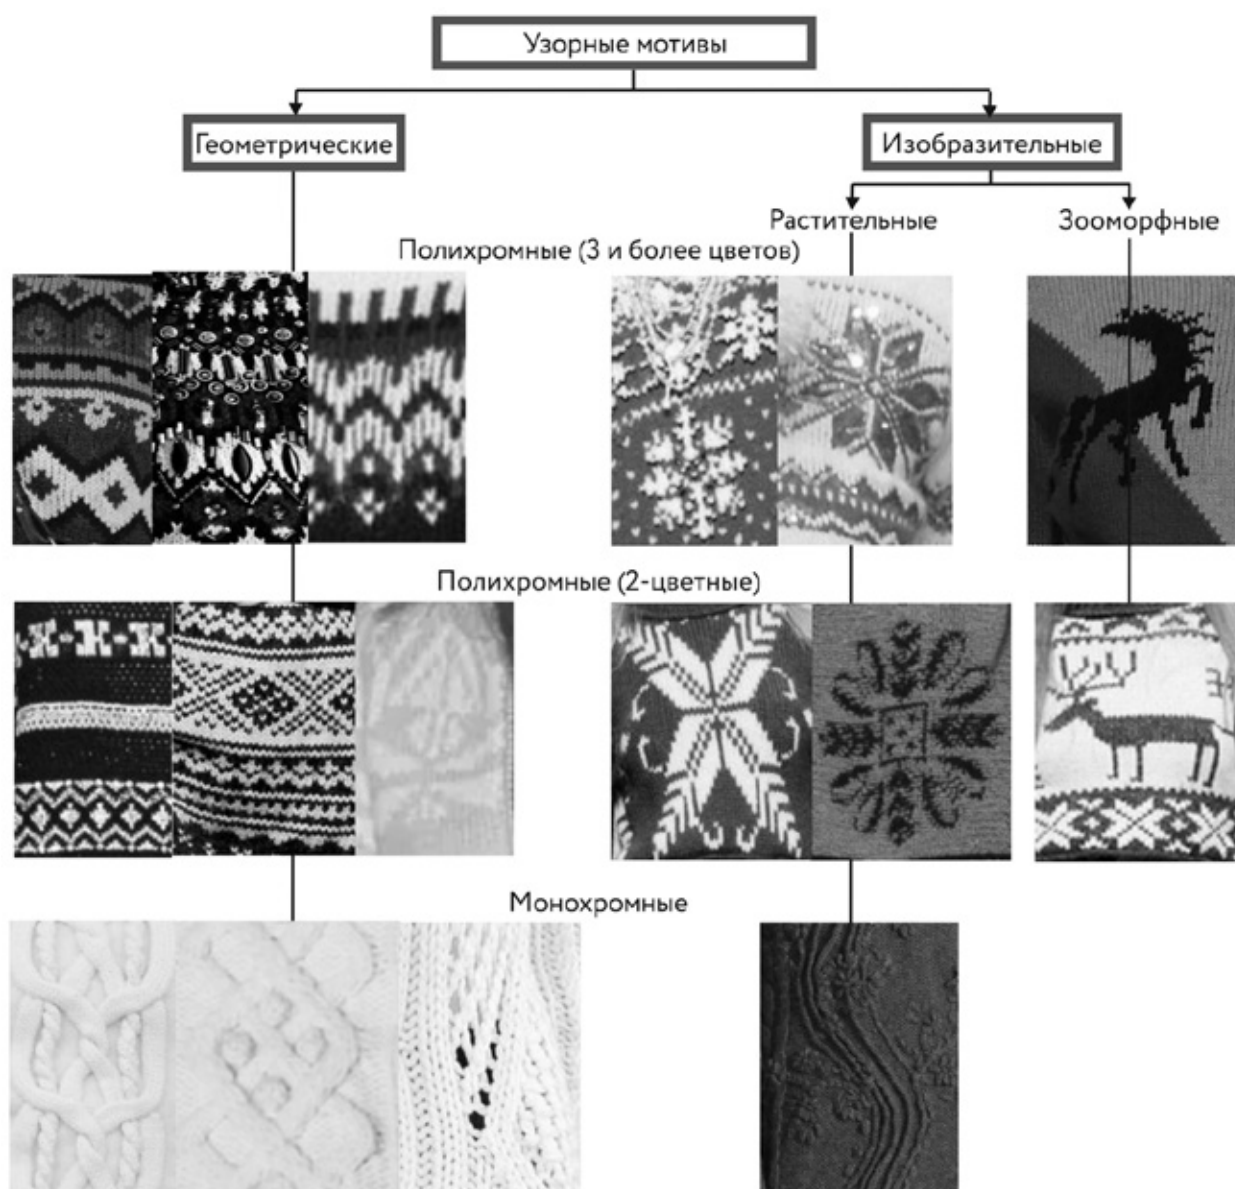 Узорные мотивы
Геометрические
Изобразительные
Растительные
Зооморфные
Полихромные (3 и более цветов)
Полихромные (2-цветные)
Монохромные